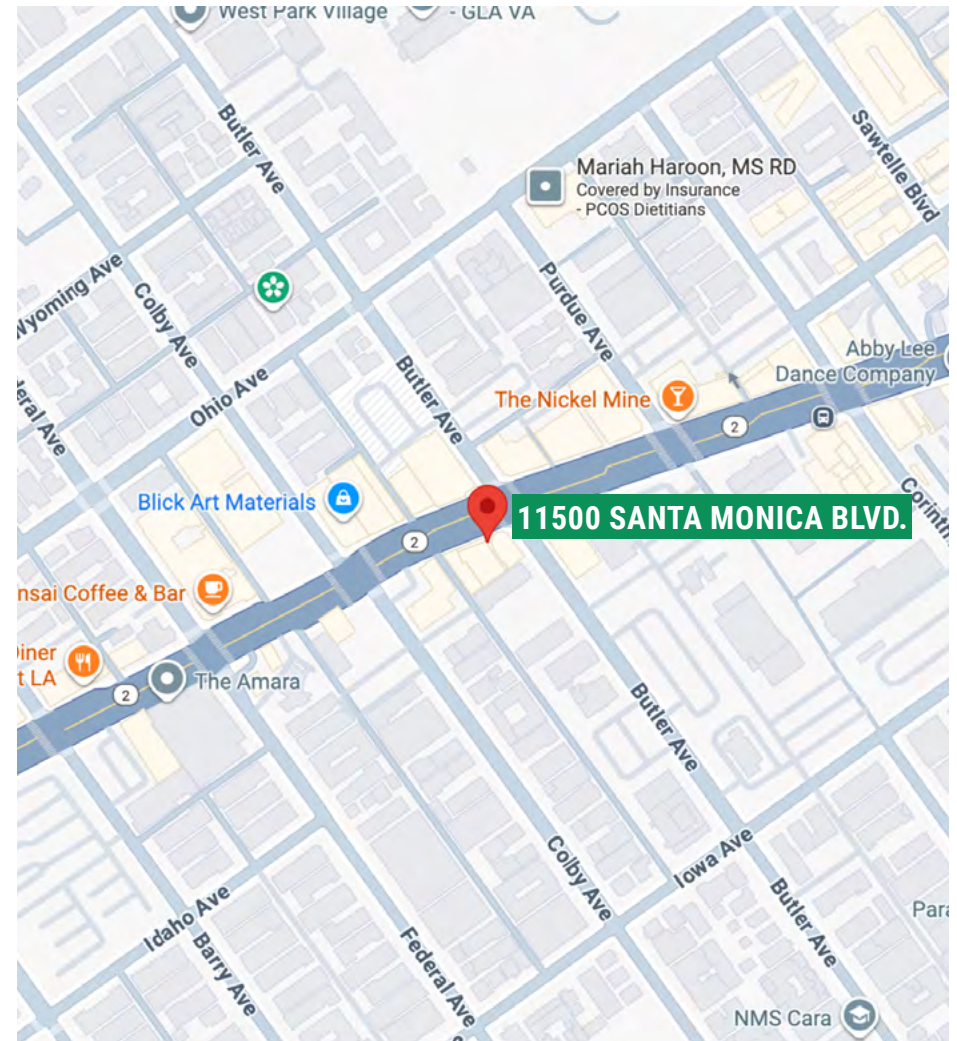 West Park Village
- GLA VA
Butler Ave
Sawtelle Blvd
Mariah Haroon, MS RD
Covered by Insurance
- PCOS Dietitians
Wyoming Ave
Colby Ave
Purdue Ave
Abby Lee
Dance Company
Ohio Ave
Butler Ave
The Nickel Mine
2
eral Ave
Blick Art Materials
11500 SANTA MONICA BLVD.
Corinth
2
nsai Coffee & Bar
iner
t LA
The Amara
2
Butler Ave
Iowa Ave
Colby Ave
Butler Ave
Para
Idaho Ave
Barry Ave
Federal Ave
NMS Cara